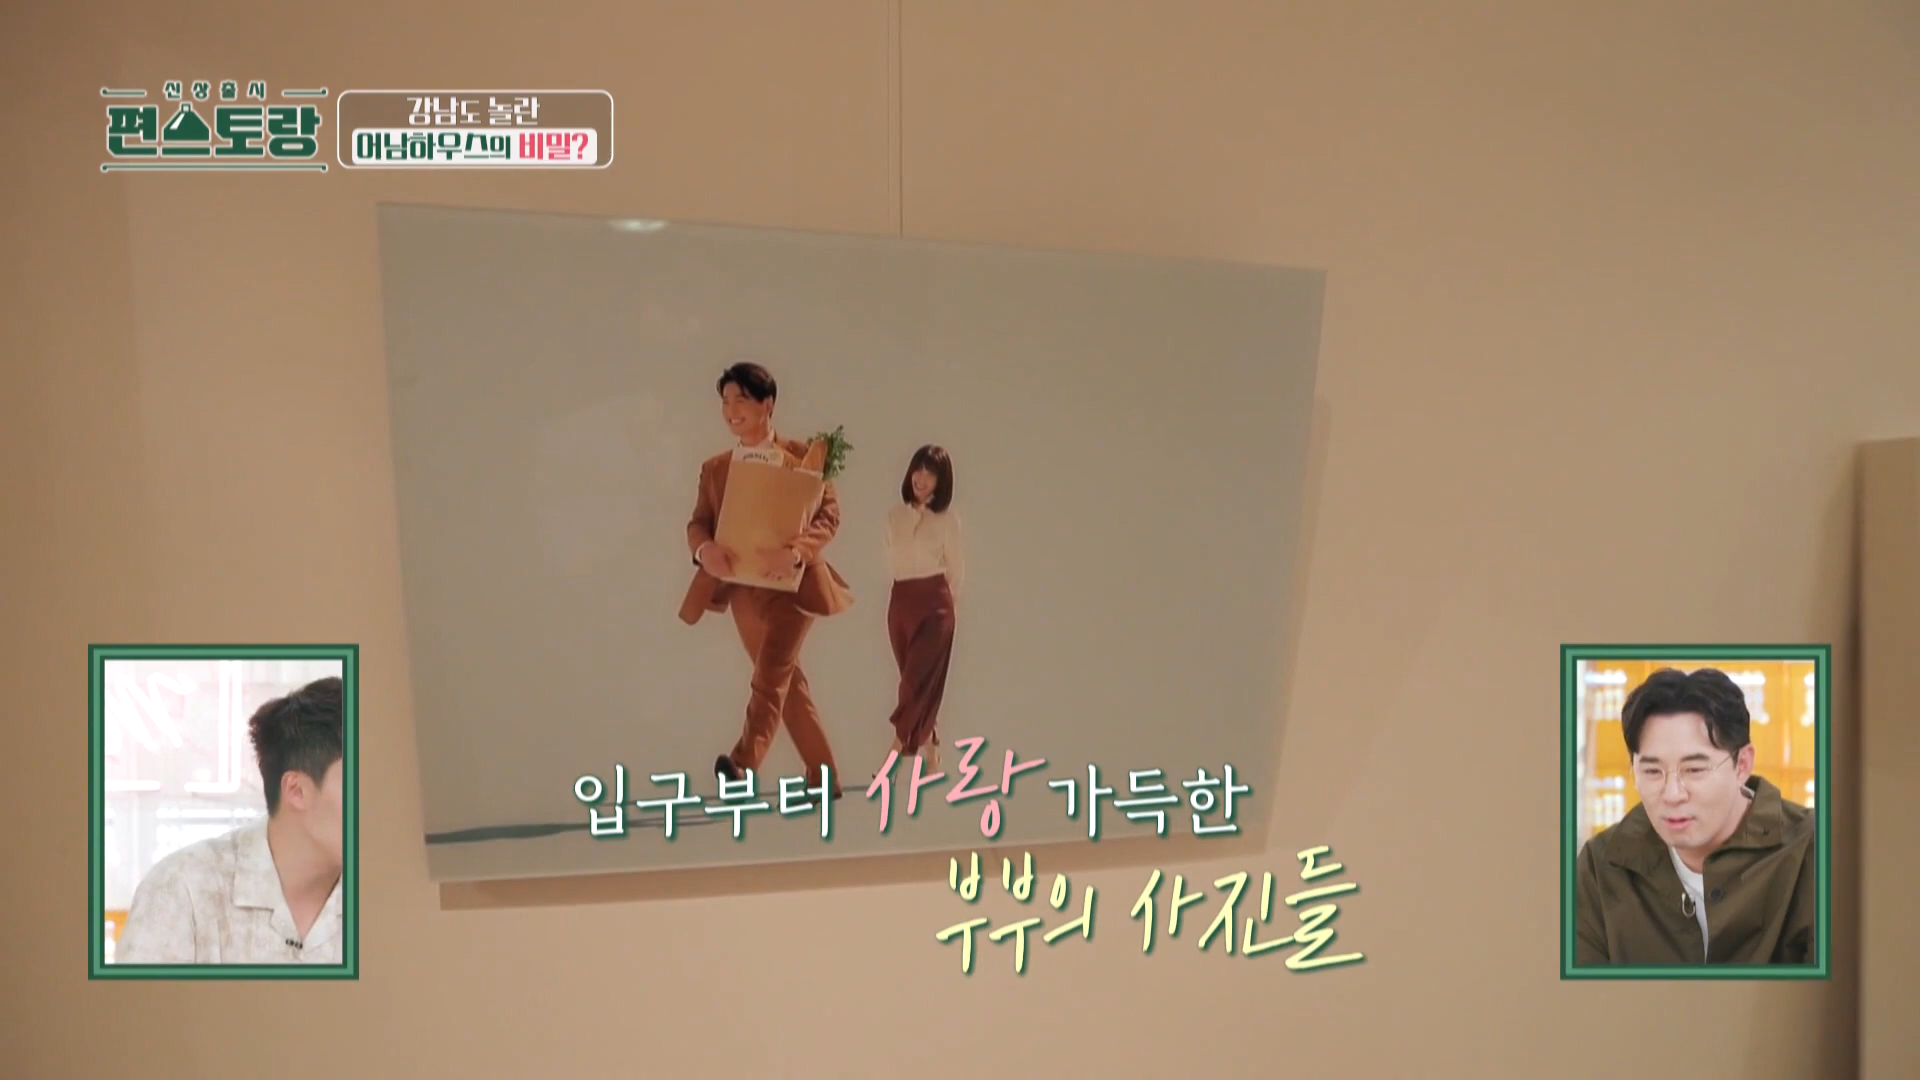 신상출시
편스토랑
강남도 놀란
어남하우스의 비밀?
입구부터 사랑 가득한
부부의 사진들